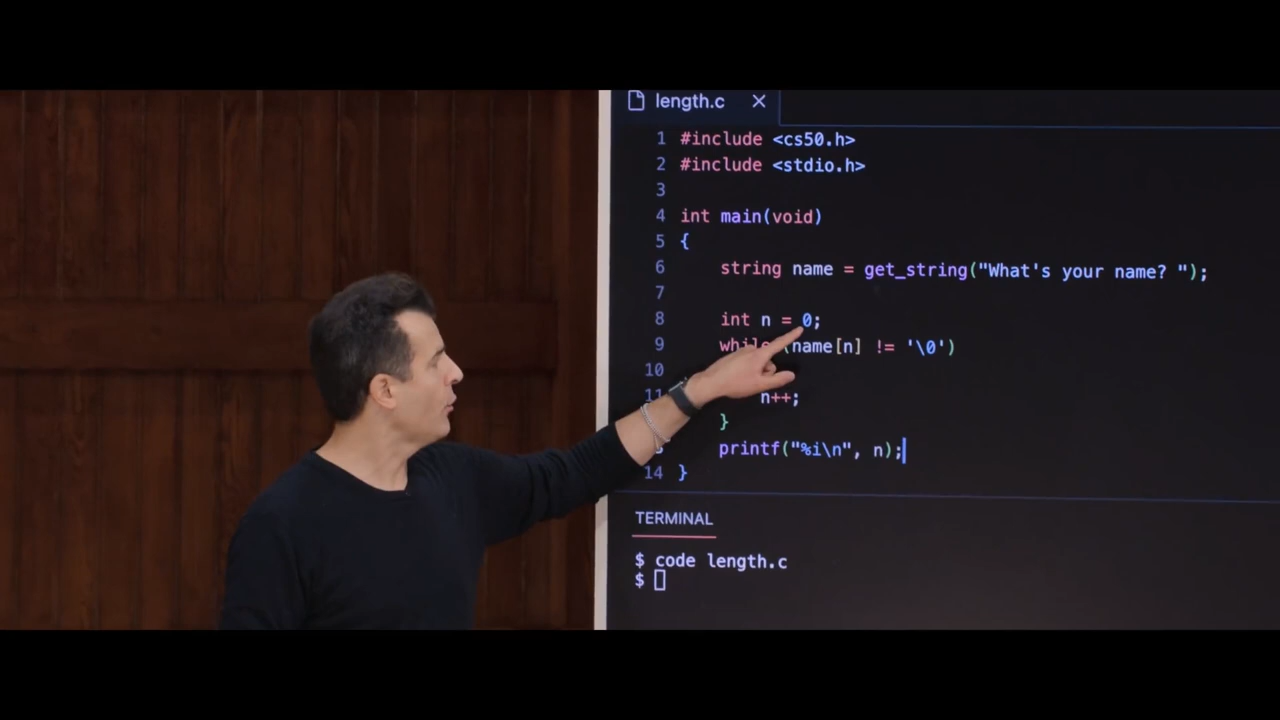 length.c
1 #include <cs50.h>
2 #include <stdio.h>
3
4 int main(void)
5 {
6 string name = get_string("What's your name? ");
7
8 int n = 0;
9 (name[n] != '\0')
10
11 n++;
}
printf("%i\n", n);
14 }
TERMINAL
$ code length.c
$